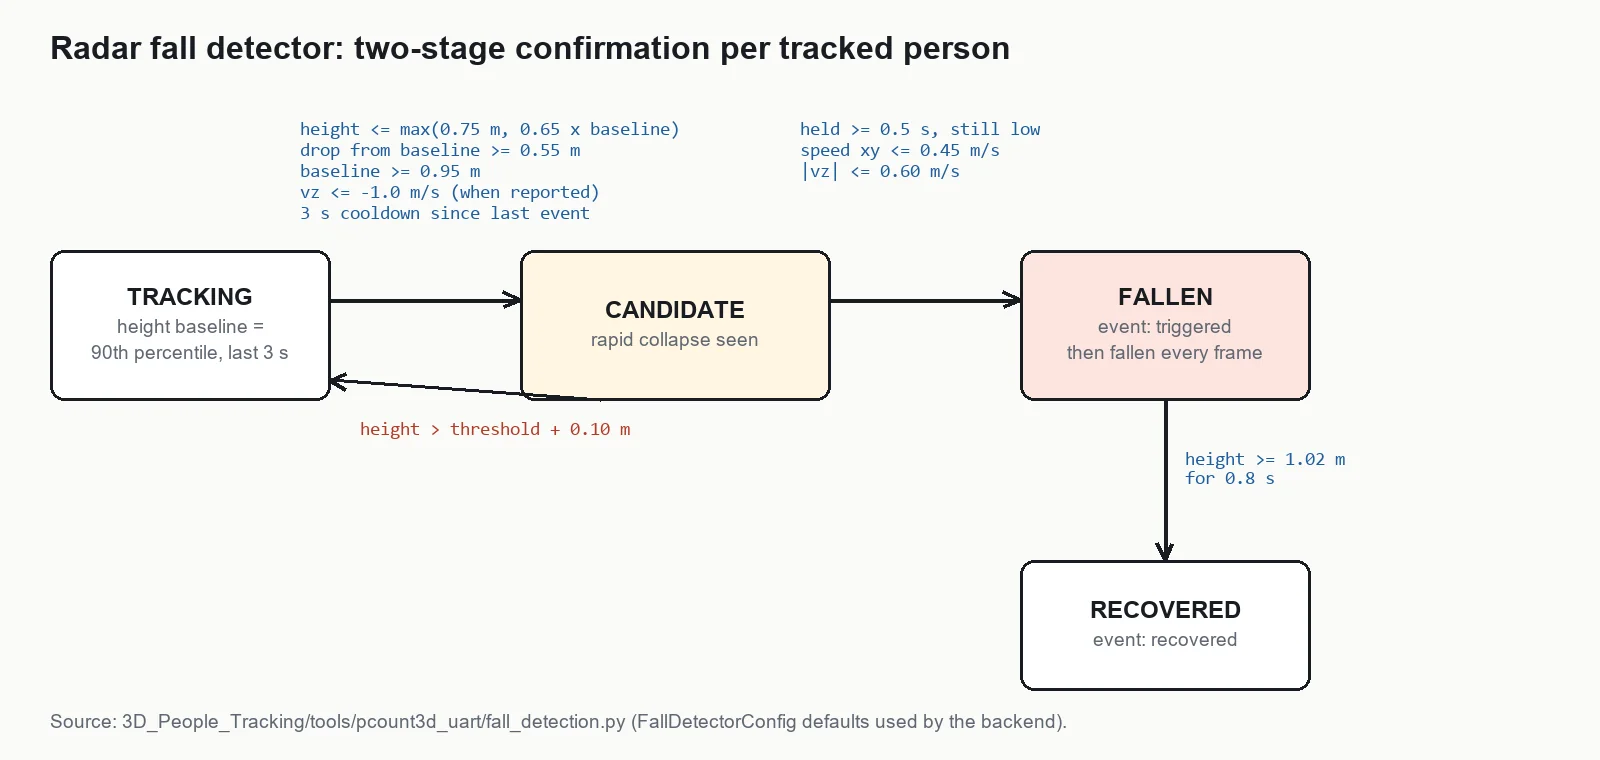 Radar fall detector: two-stage confirmation per tracked person
height <= max(0.75 m, 0.65 x baseline)
drop from baseline >= 0.55 m
baseline >= 0.95 m
vz <= -1.0 m/s (when reported)
3 s cooldown since last event
held >= 0.5 s, still low
speed xy <= 0.45 m/s
|vz| <= 0.60 m/s
TRACKING
height baseline =
90th percentile, last 3 s
CANDIDATE
rapid collapse seen
FALLEN
event: triggered
then fallen every frame
height > threshold + 0.10 m
height >= 1.02 m
for 0.8 s
RECOVERED
event: recovered
Source: 3D_People_Tracking/tools/pcount3d_uart/fall_detection.py (FallDetectorConfig defaults used by the backend).